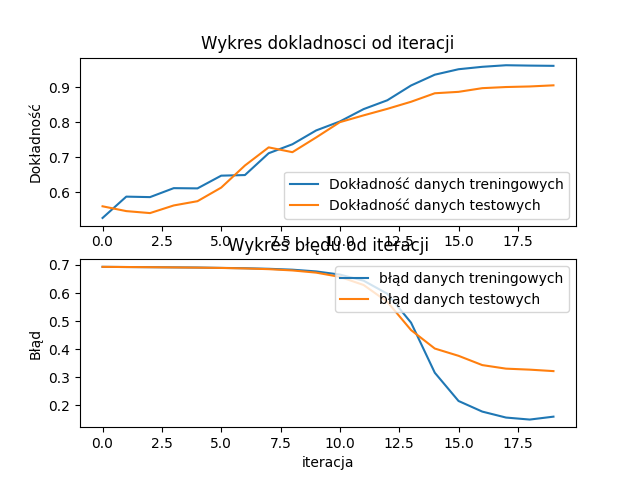 Wykres dokladnosci od iteracji
Dokładność
0.9
0.8
0.7
0.6
Dokładność danych treningowych
Dokładność danych testowych
0.0 2.5 5.0 7.5 10.0 12.5 15.0 17.5
Wykres błędu od iteracji
Błąd
0.7
0.6
0.5
0.4
0.3
0.2
błąd danych treningowych
błąd danych testowych
0.0 2.5 5.0 7.5 10.0 12.5 15.0 17.5
iteracja